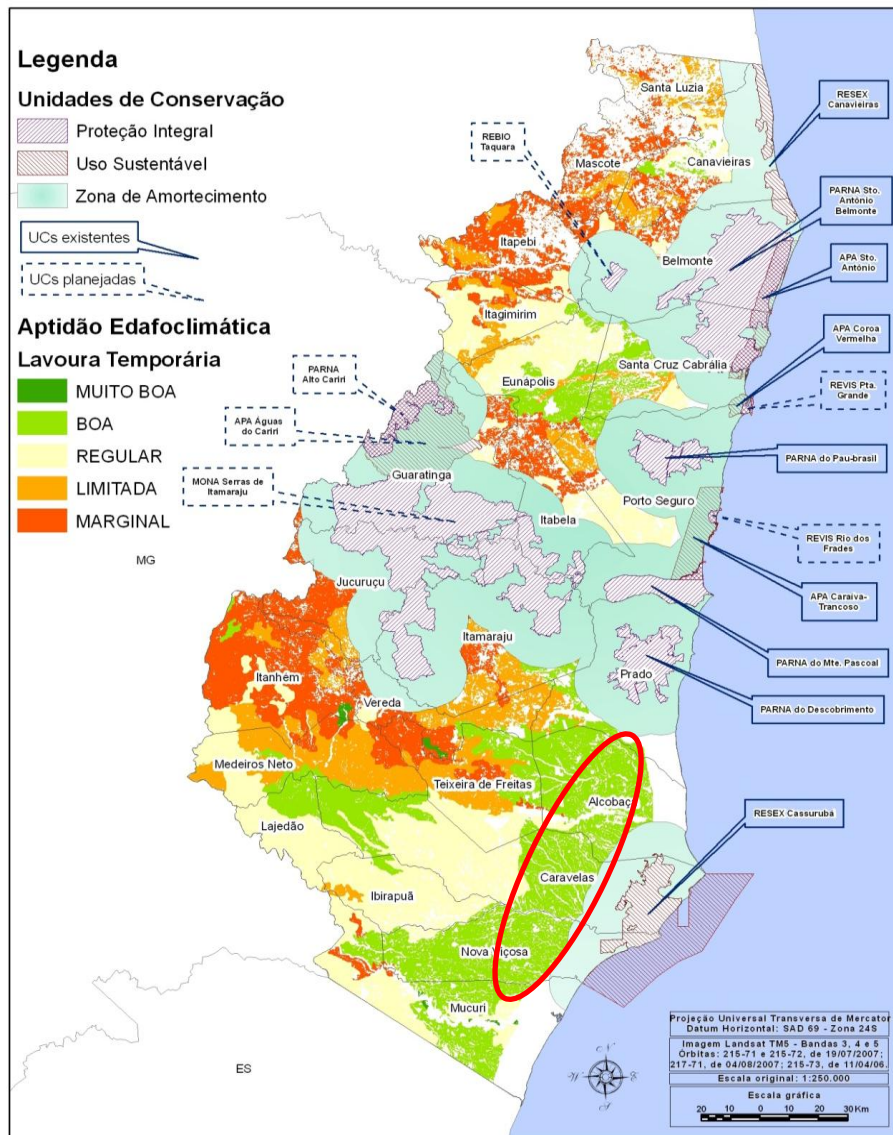 Legenda
Unidades de Conservação
Proteção Integral
Uso Sustentável
Zona de Amortecimento
UCs existentes
UCs planejadas
Aptidão Edafoclimática
Lavoura Temporária
MUITO BOA
BOA
REGULAR
LIMITADA
MARGINAL
MG
ES
Santa Luzia
RESEX
Canavieiras
REBIO
Taquara
Mascote
Canavieiras
PARNA Sto.
Antônio
Belmonte
Itapebi
Belmonte
APA Sto.
Antônio
Itagimirim
APA Coroa
Vermelha
Santa Cruz Cabrália
PARNA
Alto Cariri
Eunápolis
REVIS Pta.
Grande
APA Águas
do Cariri
PARNA do Pau-brasil
Guaratinga
MONA Serras de
Itamaraju
Porto Seguro
Itabela
REVIS Rio dos
Frades
Jucuruçu
APA Caraíva-
Trancoso
Itamaraju
PARNA do Mte. Pascoal
Itanhém
Prado
Vereda
PARNA do Descobrimento
Medeiros Neto
Teixeira de Freitas
Alcobaça
RESEX Cassurubá
Lajedão
Caravelas
Ibirapuã
Nova Viçosa
Mucuri
Projeção Universal Transversa de Mercator
Datum Horizontal: SAD 69 - Zona 24S
Imagem Landsat TM5 - Bandas 3, 4 e 5
Órbitas: 215-71 e 215-72, de 19/07/2007;
217-71, de 04/08/2007; 215-73, de 11/04/06.
Escala original: 1:250.000
Escala gráfica
20 10 0 10 20 30 Km
N
W E
S